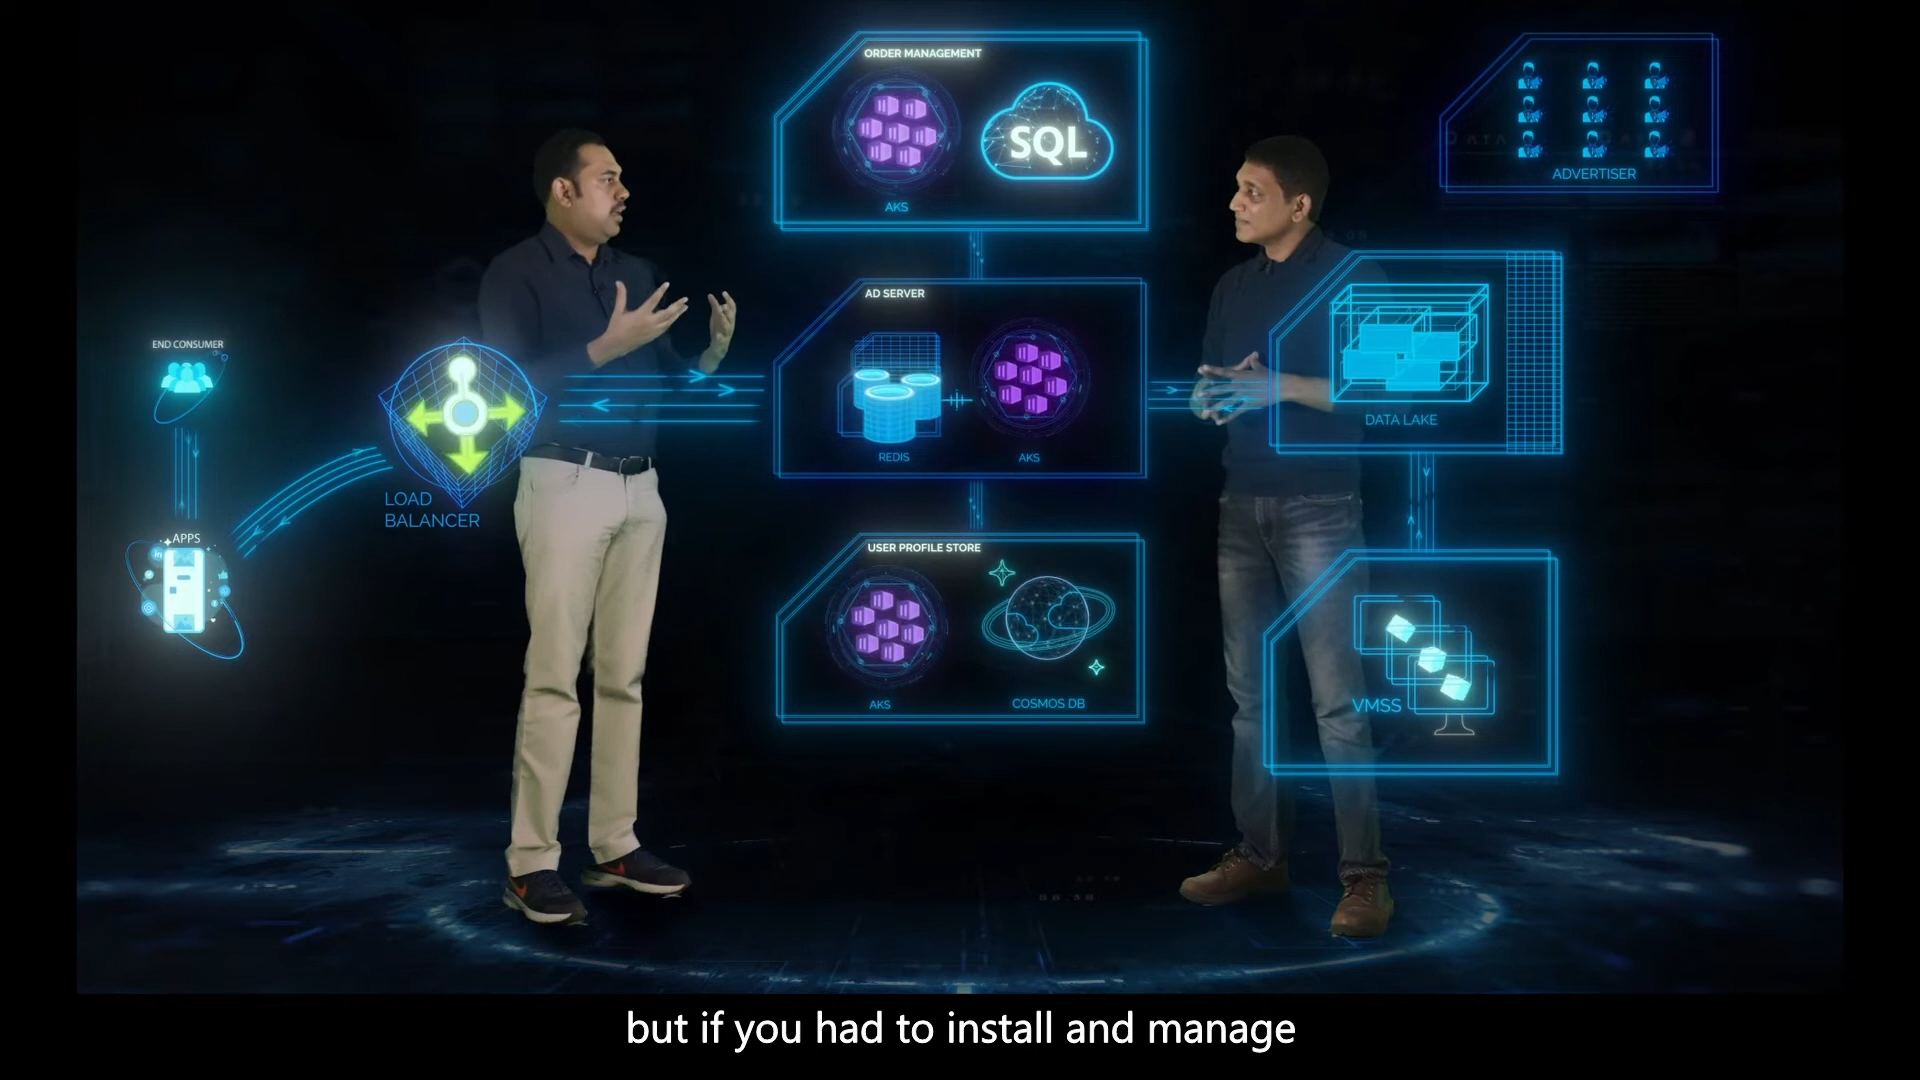 ORDER MANAGEMENT
SQL
AKS
ADVERTISER
AD SERVER
REDIS
AKS
DATA LAKE
END CONSUMER
LOAD
BALANCER
APPS
USER PROFILE STORE
AKS
COSMOS DB
VMSS
but if you had to install and manage